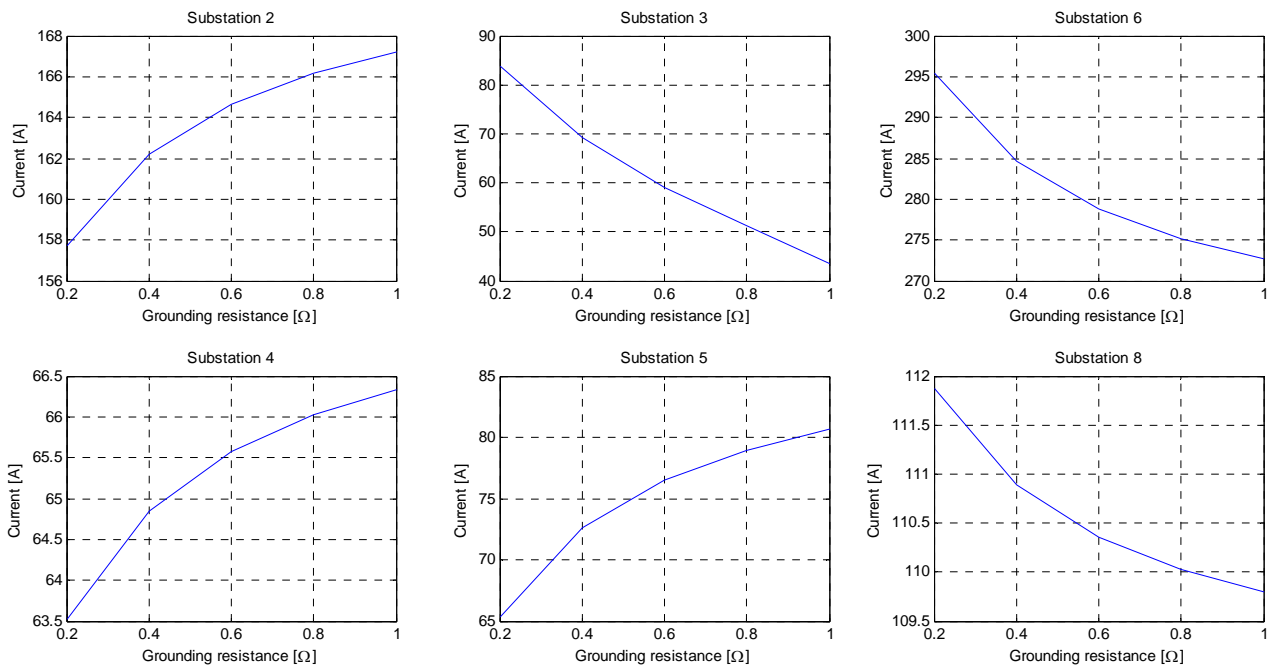 Substation 2
168
166
164
162
160
158
156
Current [A]
0.2 0.4 0.6 0.8 1
Grounding resistance [Ω]
Substation 3
90
80
70
60
50
40
Current [A]
0.2 0.4 0.6 0.8 1
Grounding resistance [Ω]
Substation 6
300
295
290
285
280
275
270
Current [A]
0.2 0.4 0.6 0.8 1
Grounding resistance [Ω]
Substation 4
66.5
66
65.5
65
64.5
64
63.5
Current [A]
0.2 0.4 0.6 0.8 1
Grounding resistance [Ω]
Substation 5
85
80
75
70
65
Current [A]
0.2 0.4 0.6 0.8 1
Grounding resistance [Ω]
Substation 8
112
111.5
111
110.5
110
109.5
Current [A]
0.2 0.4 0.6 0.8 1
Grounding resistance [Ω]